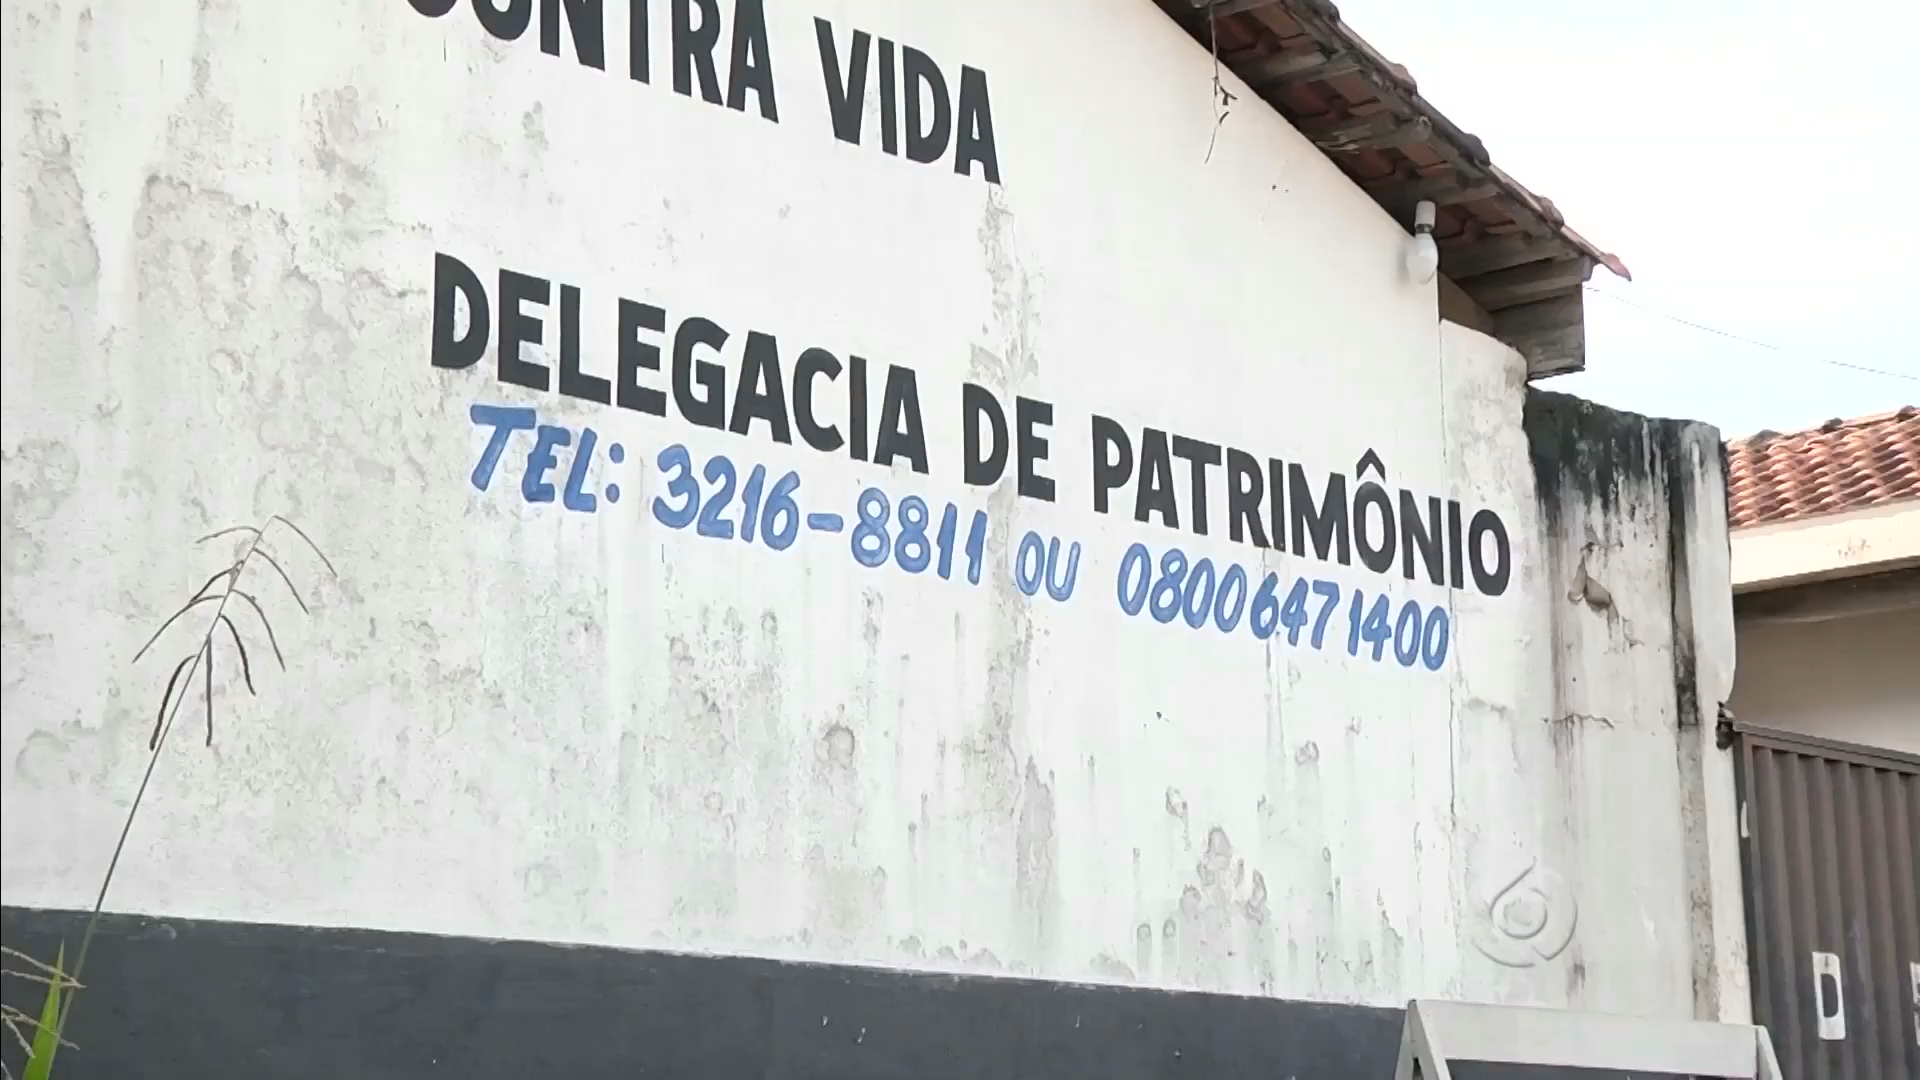 CONTRA VIDA
DELEGACIA DE PATRIMÔNIO
TEL: 3216-8811 OU 08006471400
D